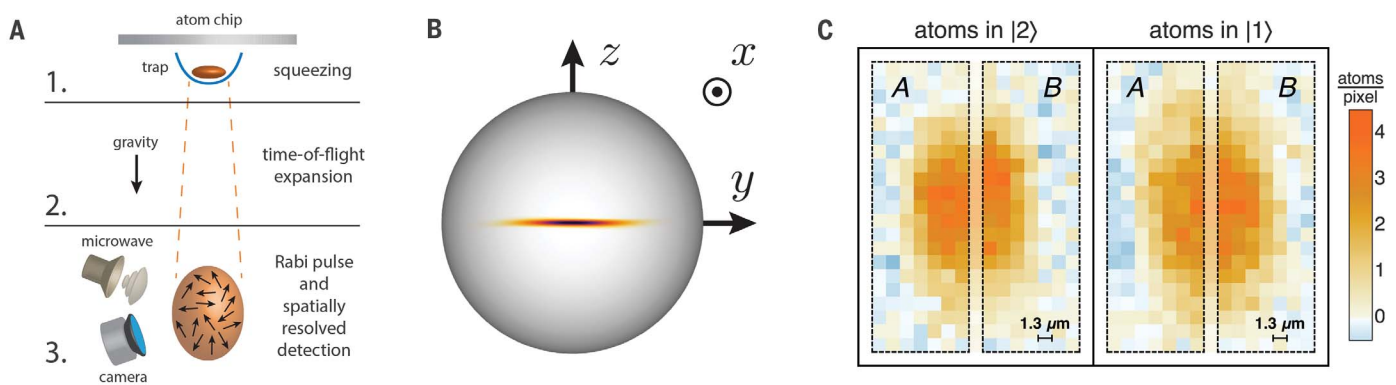 A
atom chip
trap
1.
squeezing
gravity
time-of-flight
expansion
2.
microwave
Rabi pulse
and
spatially
resolved
detection
3.
camera
B
z
x
y
C
atoms in |2⟩
atoms in |1⟩
A
B
A
B
1.3 μm
1.3 μm
atoms
pixel
4
3
2
1
0